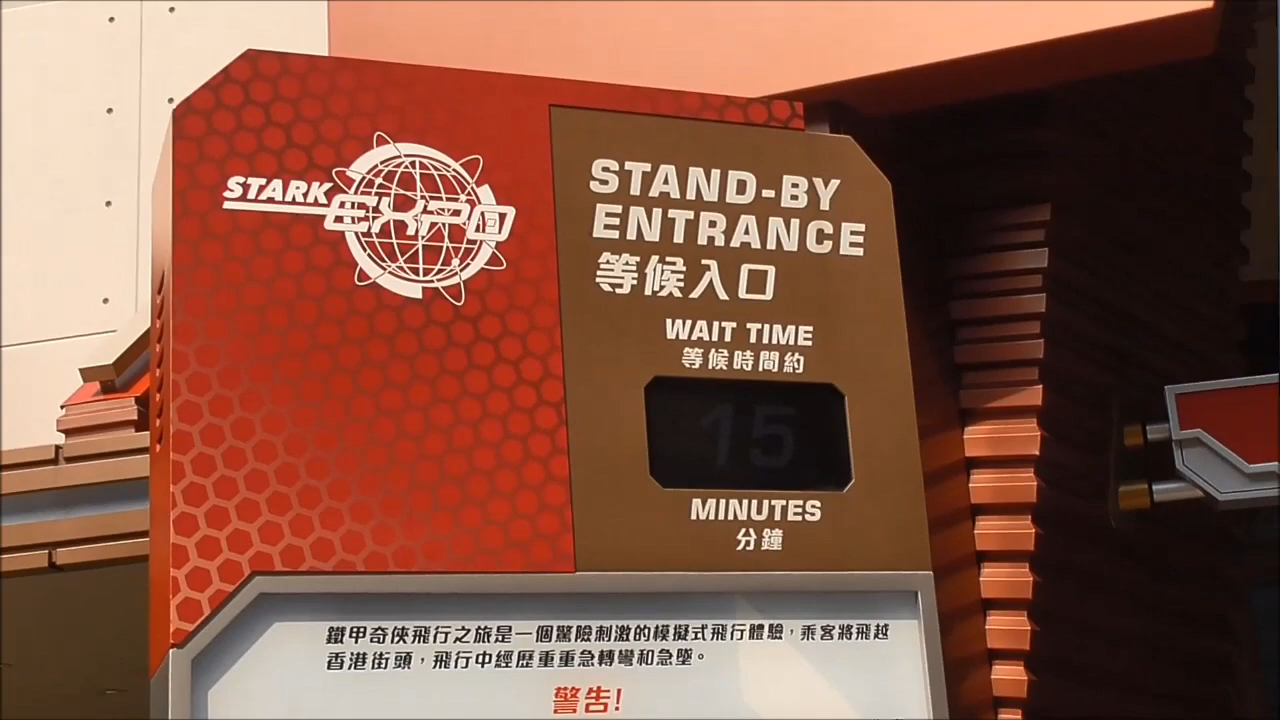 STARK
EXPO
STAND-BY
ENTRANCE
等候入口
WAIT TIME
等候時間約
15
MINUTES
分鐘
鐵甲奇俠飛行之旅是一個驚險刺激的模擬式飛行體驗，乘客將飛越
香港街頭，飛行中經歷重重急轉彎和急墜。
警告!